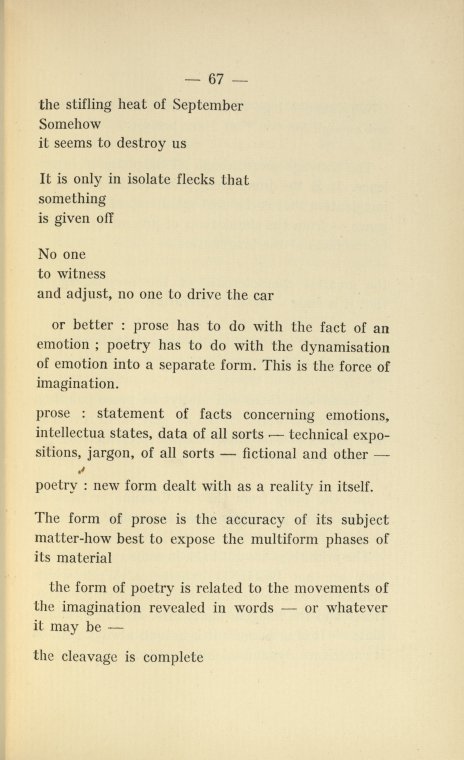 — 67 —
the stifling heat of September
Somehow
it seems to destroy us
It is only in isolate flecks that
something
is given off
No one
to witness
and adjust, no one to drive the car
or better : prose has to do with the fact of an
emotion ; poetry has to do with the dynamisation
of emotion into a separate form. This is the force of
imagination.
prose : statement of facts concerning emotions,
intellectua states, data of all sorts — technical expo-
sitions, jargon, of all sorts — fictional and other —
poetry : new form dealt with as a reality in itself.
The form of prose is the accuracy of its subject
matter-how best to expose the multiform phases of
its material
the form of poetry is related to the movements of
the imagination revealed in words — or whatever
it may be —
the cleavage is complete